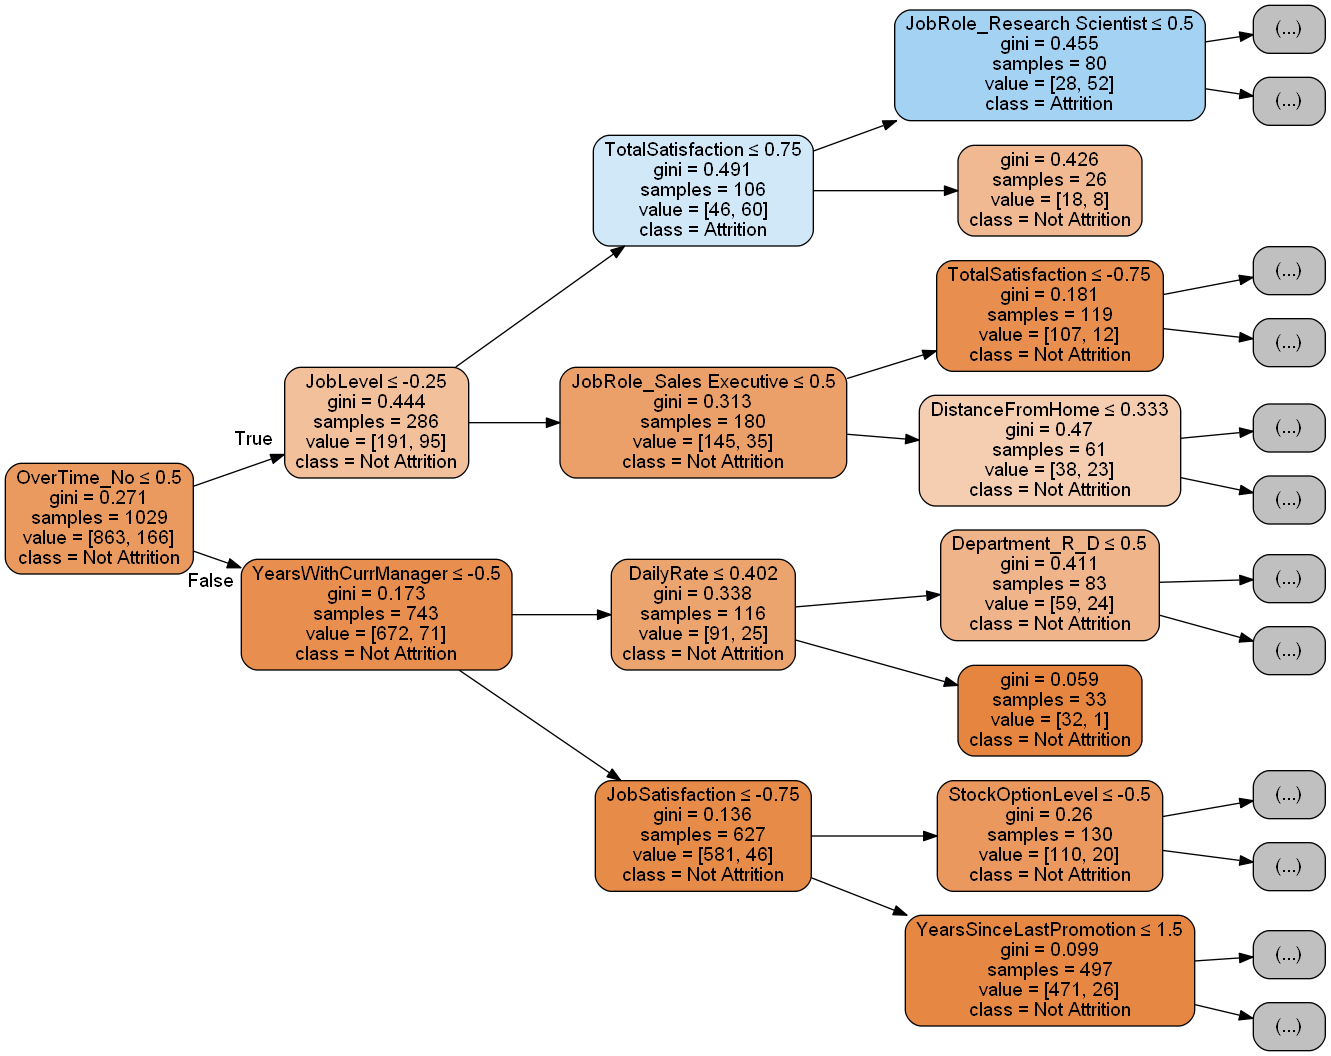 OverTime_No ≤ 0.5
gini = 0.271
samples = 1029
value = [863, 166]
class = Not Attrition
True
False
JobLevel ≤ -0.25
gini = 0.444
samples = 286
value = [191, 95]
class = Not Attrition
YearsWithCurrManager ≤ -0.5
gini = 0.173
samples = 743
value = [672, 71]
class = Not Attrition
TotalSatisfaction ≤ 0.75
gini = 0.491
samples = 106
value = [46, 60]
class = Attrition
JobRole_Sales Executive ≤ 0.5
gini = 0.313
samples = 180
value = [145, 35]
class = Not Attrition
DailyRate ≤ 0.402
gini = 0.338
samples = 116
value = [91, 25]
class = Not Attrition
JobSatisfaction ≤ -0.75
gini = 0.136
samples = 627
value = [581, 46]
class = Not Attrition
JobRole_Research Scientist ≤ 0.5
gini = 0.455
samples = 80
value = [28, 52]
class = Attrition
gini = 0.426
samples = 26
value = [18, 8]
class = Not Attrition
TotalSatisfaction ≤ -0.75
gini = 0.181
samples = 119
value = [107, 12]
class = Not Attrition
DistanceFromHome ≤ 0.333
gini = 0.47
samples = 61
value = [38, 23]
class = Not Attrition
Department_R_D ≤ 0.5
gini = 0.411
samples = 83
value = [59, 24]
class = Not Attrition
gini = 0.059
samples = 33
value = [32, 1]
class = Not Attrition
StockOptionLevel ≤ -0.5
gini = 0.26
samples = 130
value = [110, 20]
class = Not Attrition
YearsSinceLastPromotion ≤ 1.5
gini = 0.099
samples = 497
value = [471, 26]
class = Not Attrition
(...)
(...)
(...)
(...)
(...)
(...)
(...)
(...)
(...)
(...)
(...)
(...)